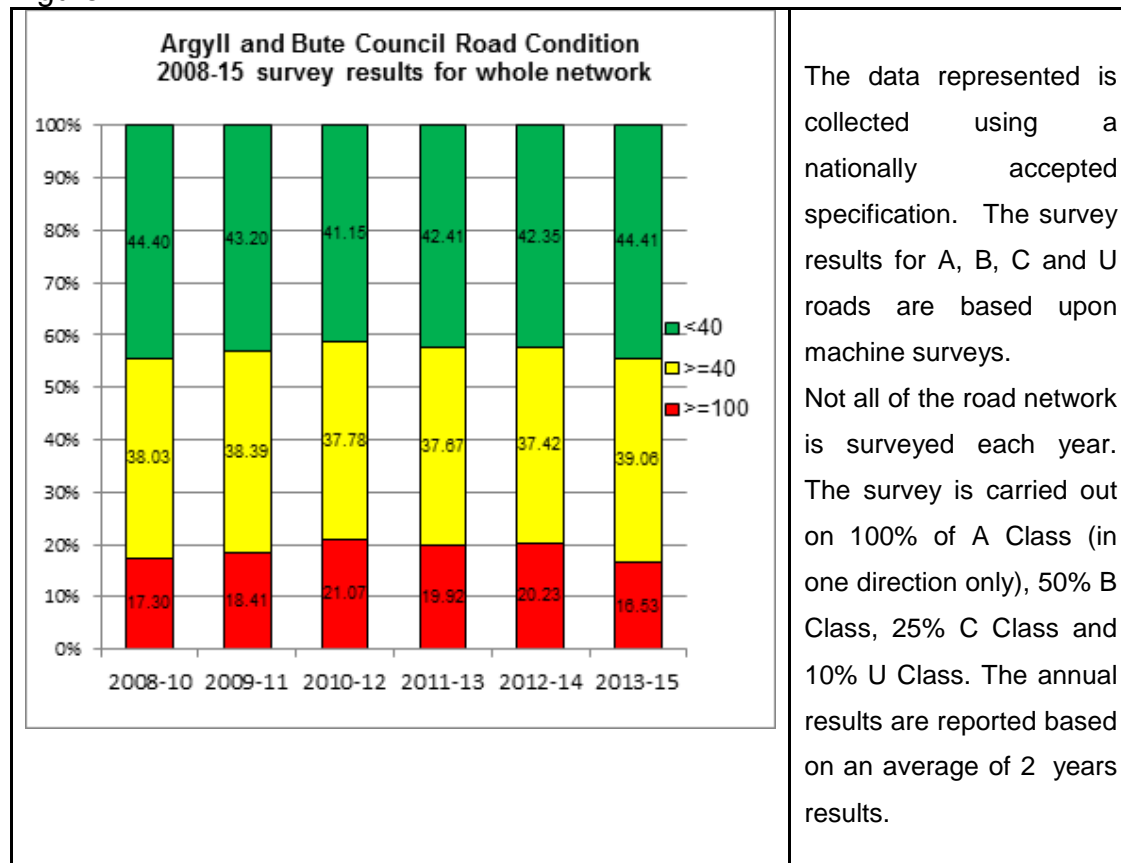 Argyll and Bute Council Road Condition
2008-15 survey results for whole network
100%
90%
80%
70%
60%
50%
40%
30%
20%
10%
0%
44.40
43.20
41.15
42.41
42.35
44.41
38.03
38.39
37.78
37.67
37.42
39.06
17.30
18.41
21.07
19.92
20.23
16.53
<40
>=40
>=100
2008-10 2009-11 2010-12 2011-13 2012-14 2013-15
The data represented is
collected using a
nationally accepted
specification. The survey
results for A, B, C and U
roads are based upon
machine surveys.
Not all of the road network
is surveyed each year.
The survey is carried out
on 100% of A Class (in
one direction only), 50% B
Class, 25% C Class and
10% U Class. The annual
results are reported based
on an average of 2 years
results.